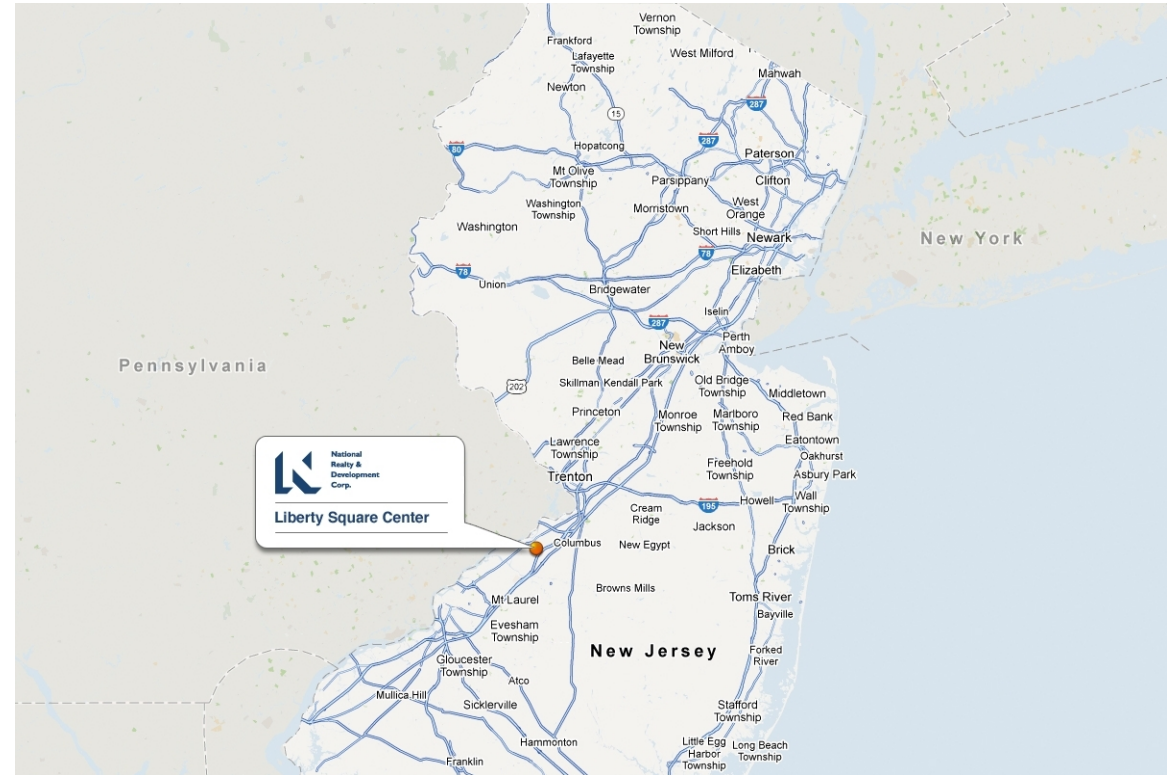 Vernon
Township
Frankford
Lafayette
Township
West Milford
Mahwah
Newton
287
15
80
Hopatcong
287
Paterson
Mt Olive
Township
Parsippany
Clifton
Washington
Township
Morristown
West
Orange
Washington
Short Hills
Newark
New York
78
78
Elizabeth
Union
Bridgewater
Iselin
287
Perth
Amboy
New
Brunswick
Pennsylvania
Belle Mead
202
Skillman
Kendall Park
Old Bridge
Township
Middletown
Princeton
Monroe
Township
Marlboro
Township
Red Bank
Lawrence
Township
Eatontown
Oakhurst
Freehold
Township
Asbury Park
Trenton
National
Realty &
Development
Corp.
Liberty Square Center
195
Howell
Wall
Township
Cream
Ridge
Jackson
Columbus
New Egypt
Brick
Browns Mills
Toms River
Mt Laurel
Bayville
Evesham
Township
New Jersey
Forked
River
Gloucester
Township
Atco
Mullica Hill
Sicklerville
Stafford
Township
Hammonton
Little Egg
Harbor
Township
Long Beach
Township
Franklin